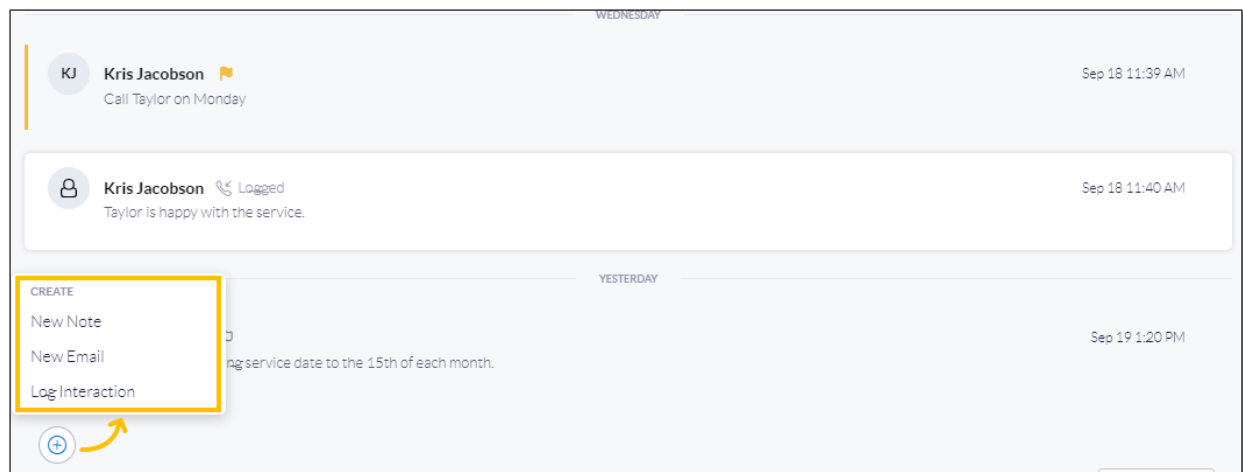 WEDNESDAY
KJ
Kris Jacobson
Sep 18 11:39 AM
Call Taylor on Monday
Kris Jacobson Logged
Sep 18 11:40 AM
Taylor is happy with the service.
YESTERDAY
CREATE
New Note
Sep 19 1:20 PM
New Email
service date to the 15th of each month.
Log Interaction